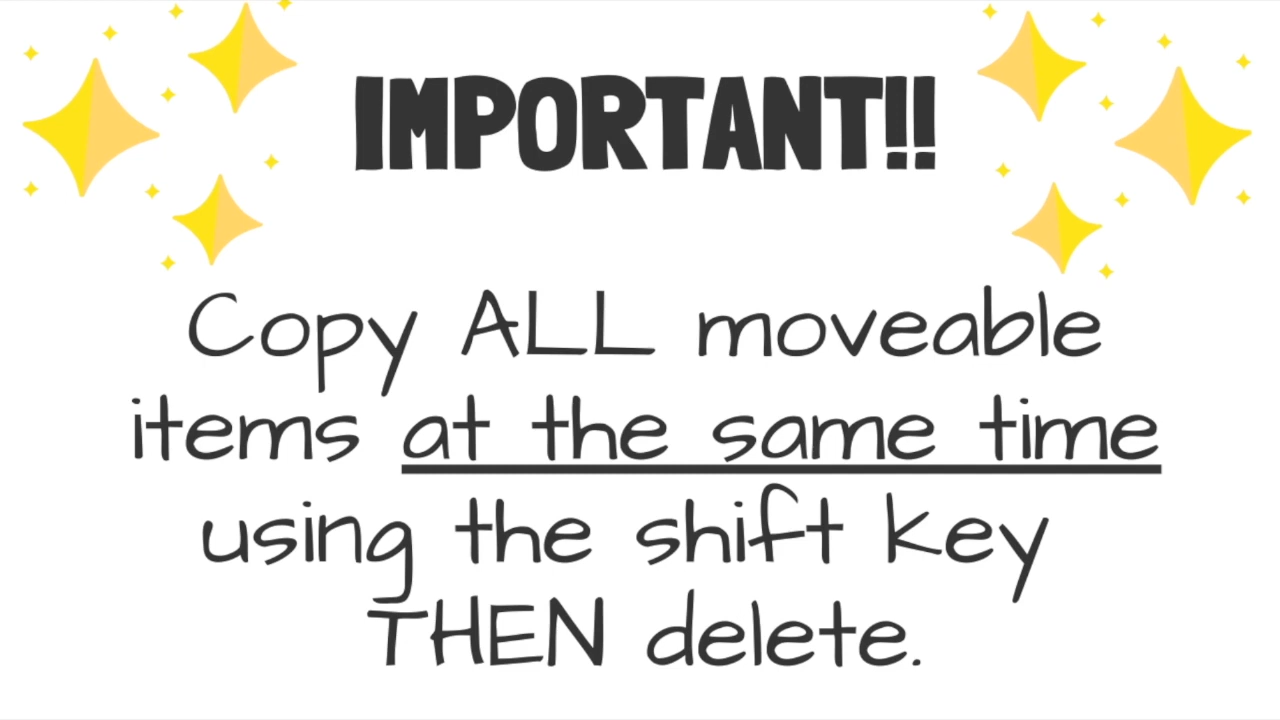 IMPORTANT!!
Copy ALL moveable
items at the same time
using the shift key
THEN delete.